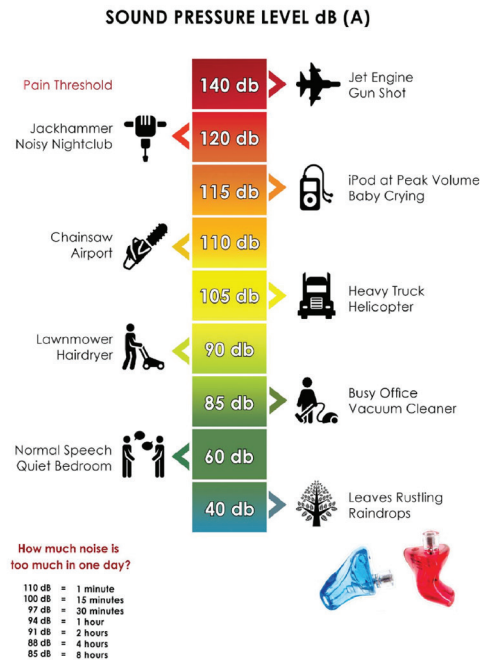 SOUND PRESSURE LEVEL dB (A)
Pain Threshold
140 db
Jet Engine
Gun Shot
Jackhammer
Noisy Nightclub
120 db
115 db
iPod at Peak Volume
Baby Crying
Chainsaw
Airport
110 db
105 db
Heavy Truck
Helicopter
Lawnmower
Hairdryer
90 db
85 db
Busy Office
Vacuum Cleaner
Normal Speech
Quiet Bedroom
60 db
40 db
Leaves Rustling
Raindrops
How much noise is
too much in one day?
110 dB = 1 minute
100 dB = 15 minutes
97 dB = 30 minutes
94 dB = 1 hour
91 dB = 2 hours
88 dB = 4 hours
85 dB = 8 hours